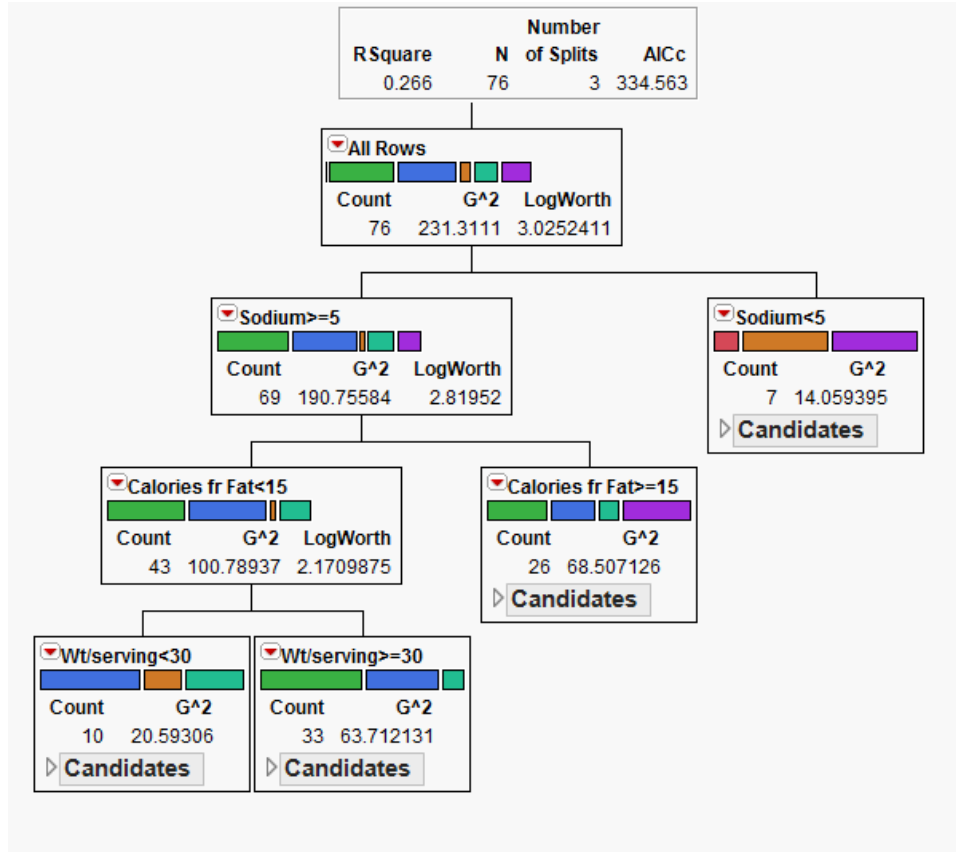 Number
RSquare N of Splits AICc
0.266 76 3 334.563
All Rows
Count G^2 LogWorth
76 231.3111 3.0252411
Sodium>=5
Count G^2 LogWorth
69 190.75584 2.81952
Sodium<5
Count G^2
7 14.059395
Candidates
Calories fr Fat<15
Count G^2 LogWorth
43 100.78937 2.1709875
Calories fr Fat>=15
Count G^2
26 68.507126
Candidates
Wt/serving<30
Count G^2
10 20.59306
Candidates
Wt/serving>=30
Count G^2
33 63.712131
Candidates